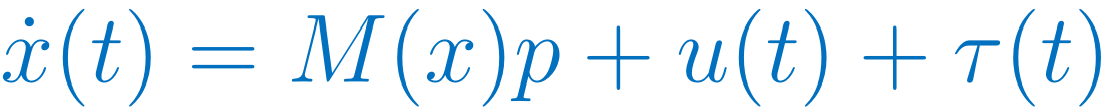 ẋ(t) = M(x)p + u(t) + τ(t)